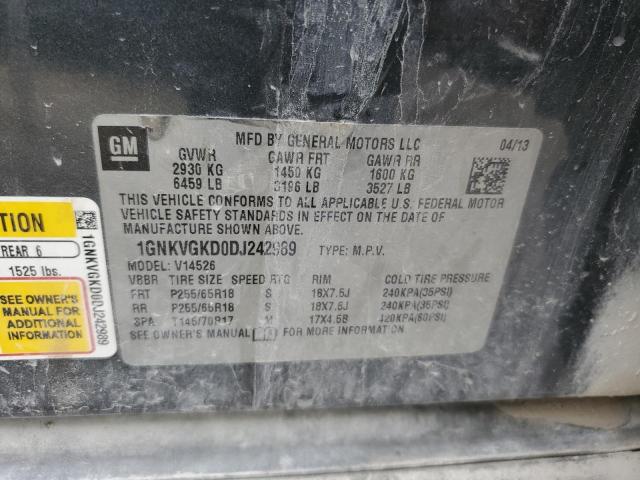 GM
MFD BY GENERAL MOTORS LLC
04/13
GVWR GAWR FRT GAWR RR
2930 KG 1450 KG 1600 KG
6459 LB 3196 LB 3527 LB
THIS VEHICLE CONFORMS TO ALL APPLICABLE U.S. FEDERAL MOTOR
VEHICLE SAFETY STANDARDS IN EFFECT ON THE DATE OF
MANUFACTURE SHOWN ABOVE.
1GNKVGKD0DJ242989 TYPE: M.P.V.
MODEL: V14526
TIRE SIZE SPEED RTG RIM COLD TIRE PRESSURE
FRT P255/65R18 S 18X7.5J 240KPA(35PSI)
RR P255/65R18 S 18X7.5J 240KPA(35PSI)
SPA T145/70R17 M 17X4.5B 420KPA(60PSI)
SEE OWNER'S MANUAL FOR MORE INFORMATION
TION
REAR 6
1525 lbs.
SEE OWNER'S
MANUAL FOR
ADDITIONAL
INFORMATION
1GNKVGKD0DJ242989